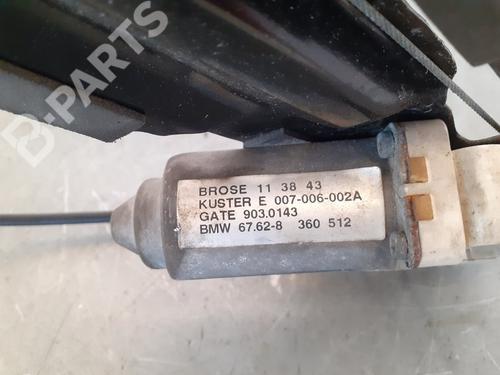 B-PARTS
BROSE 11 38 43
KUSTER E 007-006-002A
GATE 903.0143
BMW 67.62-8 360 512